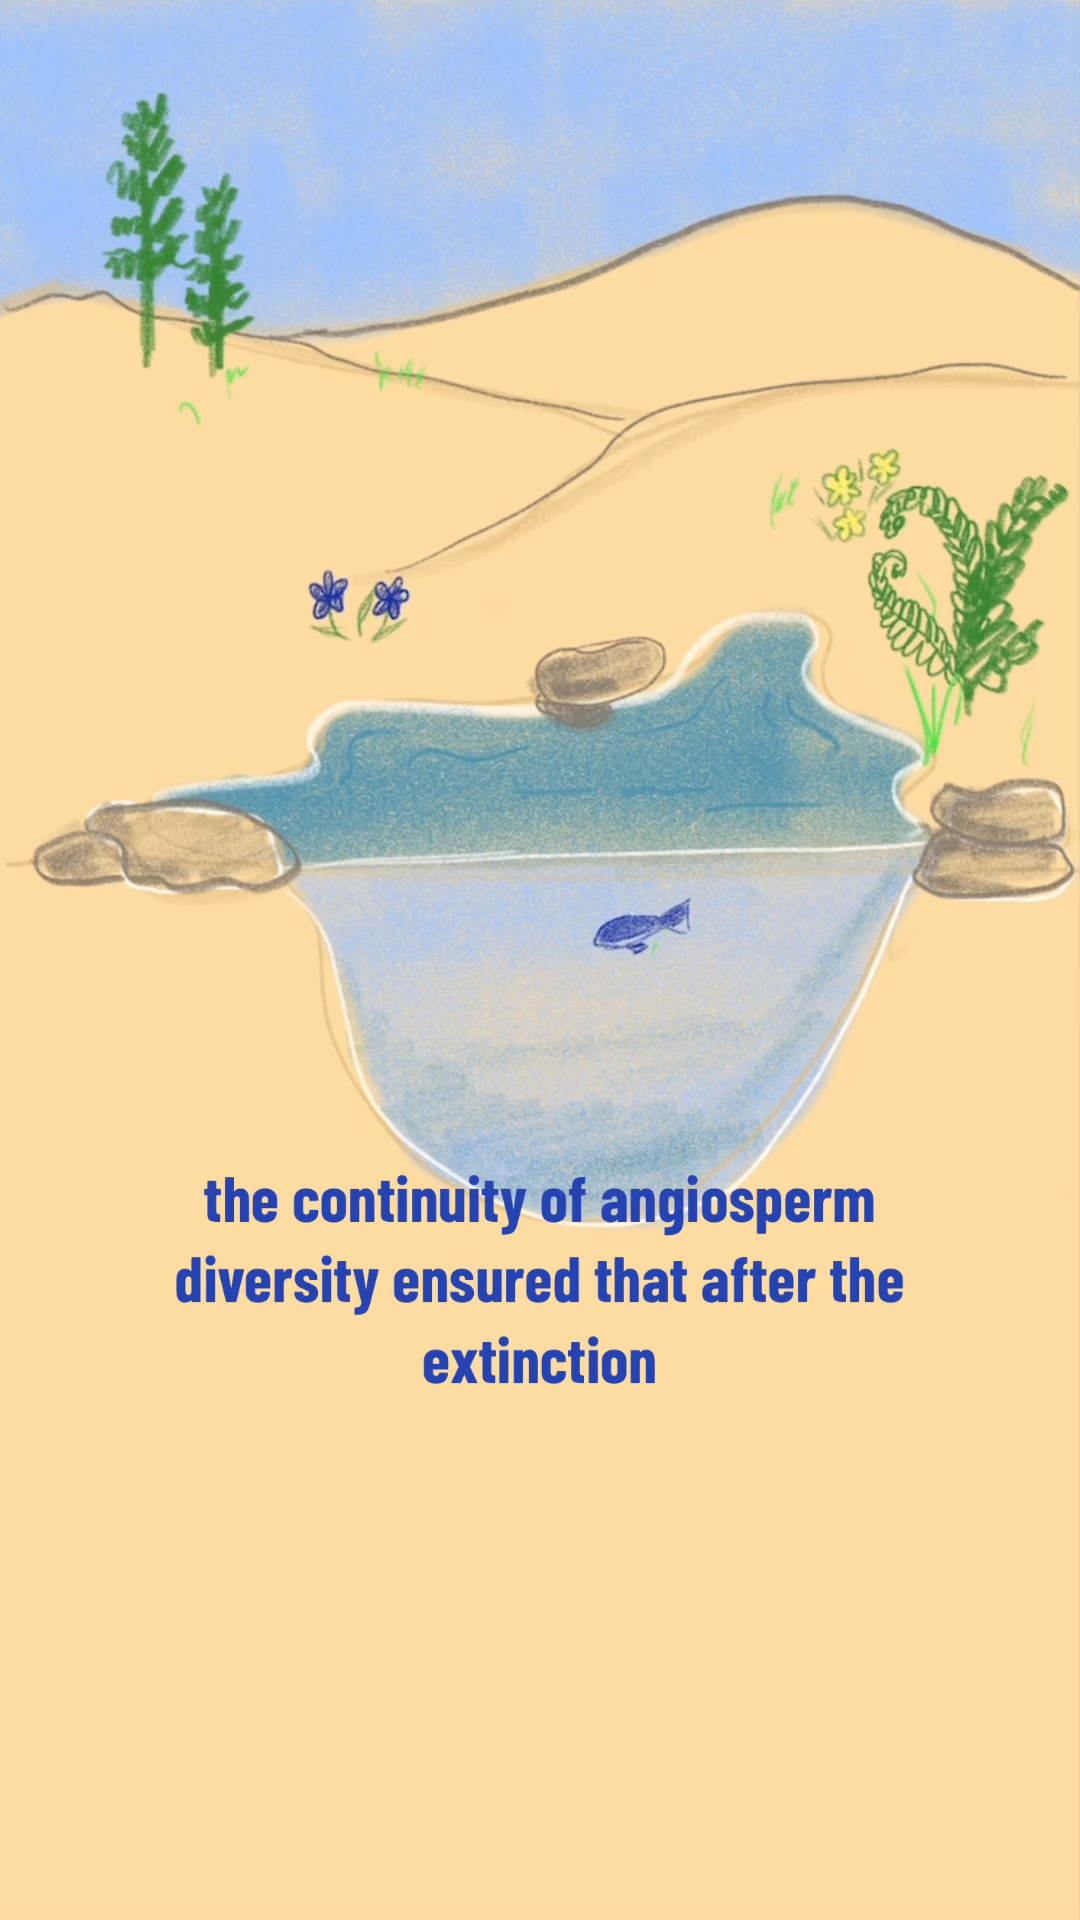 the continuity of angiosperm
diversity ensured that after the
extinction